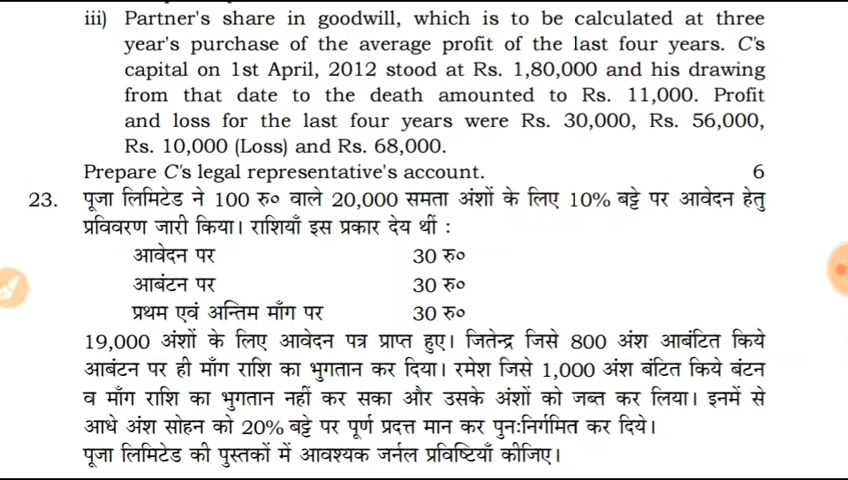 iii) Partner's share in goodwill, which is to be calculated at three
year's purchase of the average profit of the last four years. C's
capital on 1st April, 2012 stood at Rs. 1,80,000 and his drawing
from that date to the death amounted to Rs. 11,000. Profit
and loss for the last four years were Rs. 30,000, Rs. 56,000,
Rs. 10,000 (Loss) and Rs. 68,000.
Prepare C's legal representative's account. 6
23. पूजा लिमिटेड ने 100 रु० वाले 20,000 समता अंशों के लिए 10% बट्टे पर आवेदन हेतु
प्रविवरण जारी किया। राशियाँ इस प्रकार देय थीं :
आवेदन पर 30 रु०
आबंटन पर 30 रु०
प्रथम एवं अन्तिम माँग पर 30 रु०
19,000 अंशों के लिए आवेदन पत्र प्राप्त हुए। जितेन्द्र जिसे 800 अंश आबंटित किये
आबंटन पर ही माँग राशि का भुगतान कर दिया। रमेश जिसे 1,000 अंश बंटित किये बंटन
व माँग राशि का भुगतान नहीं कर सका और उसके अंशों को जब्त कर लिया। इनमें से
आधे अंश सोहन को 20% बट्टे पर पूर्ण प्रदत्त मान कर पुनःनिर्गमित कर दिये।
पूजा लिमिटेड की पुस्तकों में आवश्यक जर्नल प्रविष्टियाँ कीजिए।